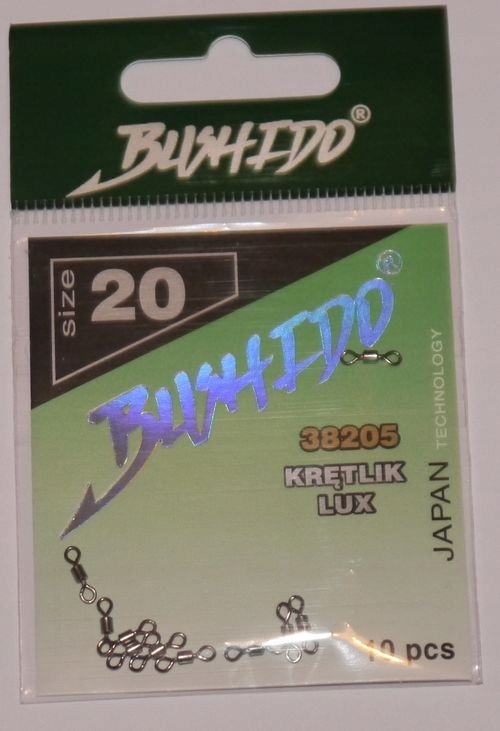 BUSHIDO®
size 20
BUSHIDO®
38205
KRĘTLIK
LUX
JAPAN TECHNOLOGY
10 pcs